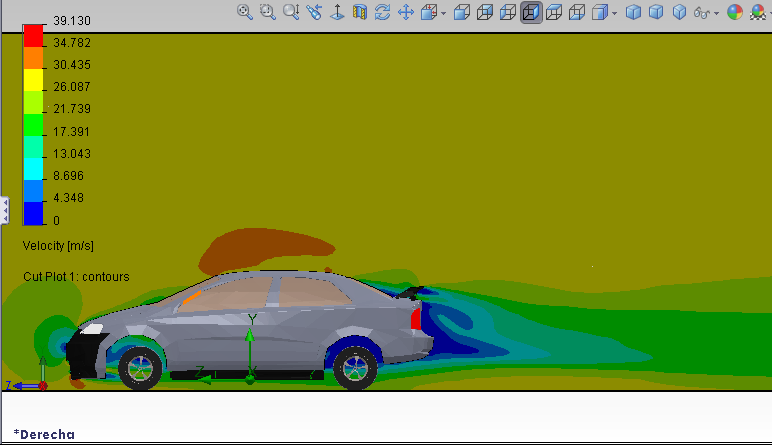 39.130
34.782
30.435
26.087
21.739
17.391
13.043
8.696
4.348
0
Velocity [m/s]
Cut Plot 1: contours
Y
Z
X
Z
*Derecha